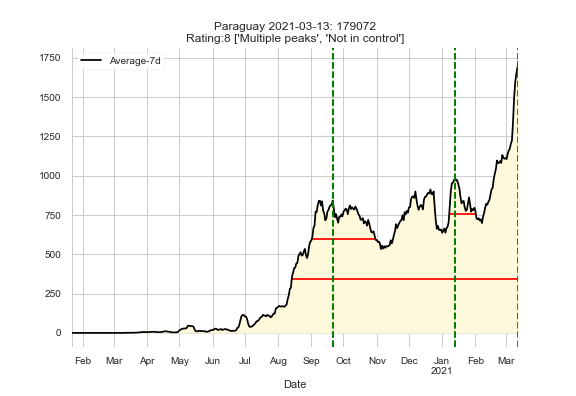 Paraguay 2021-03-13: 179072
Rating:8 ['Multiple peaks', 'Not in control']
Average-7d
1750
1500
1250
1000
750
500
250
0
Feb Mar Apr May Jun Jul Aug Sep Oct Nov Dec Jan Feb Mar
2021
Date